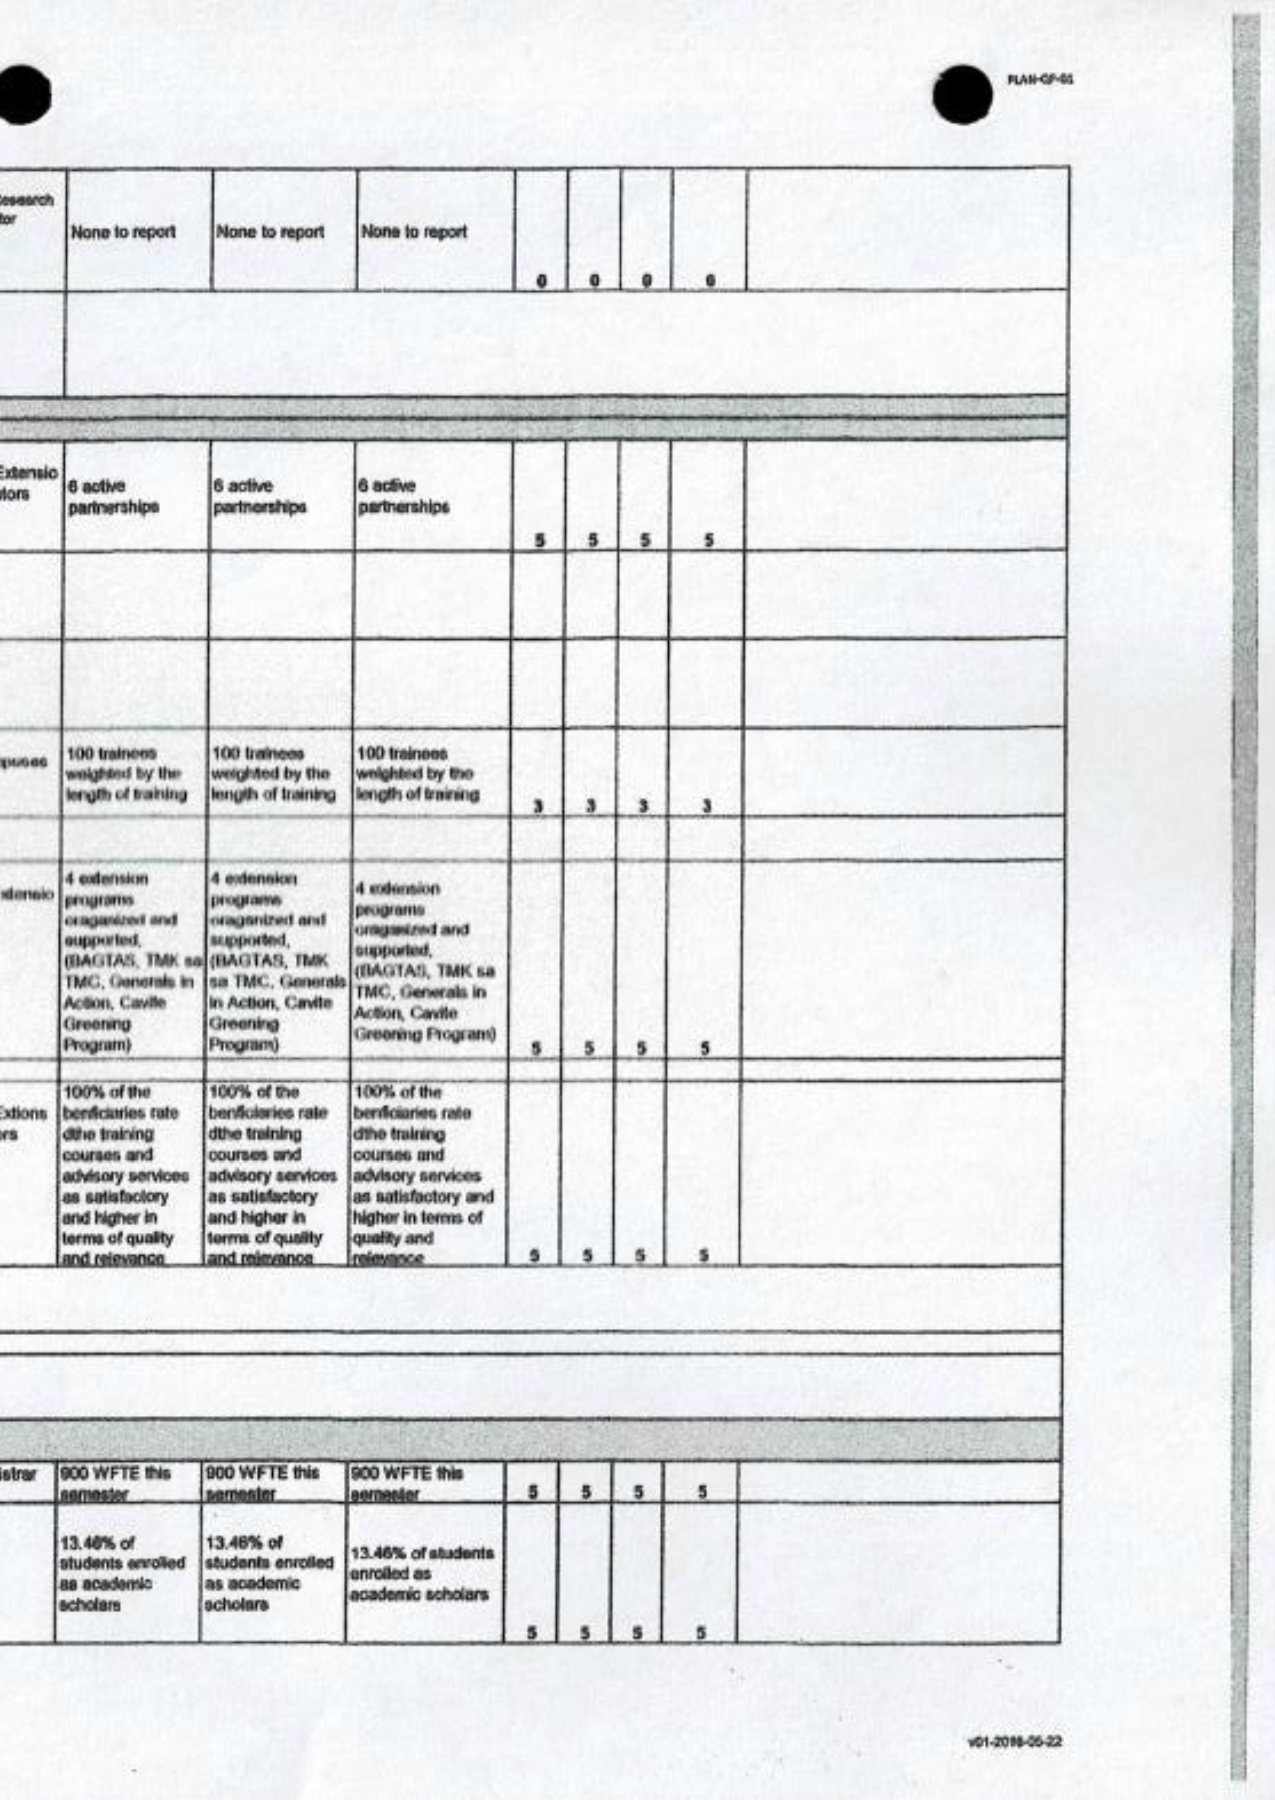 PLAN-QF-01
Research
tor
None to report
None to report
None to report
0 0 0 0
Extensio
ators
6 active
partnerships
6 active
partnerships
6 active
partnerships
5 5 5 5
puses
100 trainees
weighted by the
length of training
100 trainees
weighted by the
length of training
100 trainees
weighted by the
length of training
3 3 3 3
xtensio
4 extension
programs
oraganized and
supported,
(BAGTAS, TMK sa
TMC, Generals in
Action, Cavite
Greening
Program)
4 extension
programs
oraganized and
supported,
(BAGTAS, TMK
sa TMC, Generals
in Action, Cavite
Greening
Program)
4 extension
programs
oraganized and
supported,
(BAGTAS, TMK sa
TMC, Generals in
Action, Cavite
Greening Program)
5 5 5 5
Extions
ors
100% of the
benficiaries rate
dthe training
courses and
advisory services
as satisfactory
and higher in
terms of quality
and relevance
100% of the
benficiaries rate
dthe training
courses and
advisory services
as satisfactory
and higher in
terms of quality
and relevance
100% of the
benficiaries rate
dthe training
courses and
advisory services
as satisfactory and
higher in terms of
quality and
relevance
5 5 5 5
istrar
900 WFTE this
semester
900 WFTE this
semester
900 WFTE this
semester
5 5 5 5
13.46% of
students enrolled
as academic
scholars
13.46% of
students enrolled
as academic
scholars
13.46% of students
enrolled as
academic scholars
5 5 5 5
v01-2018-05-22